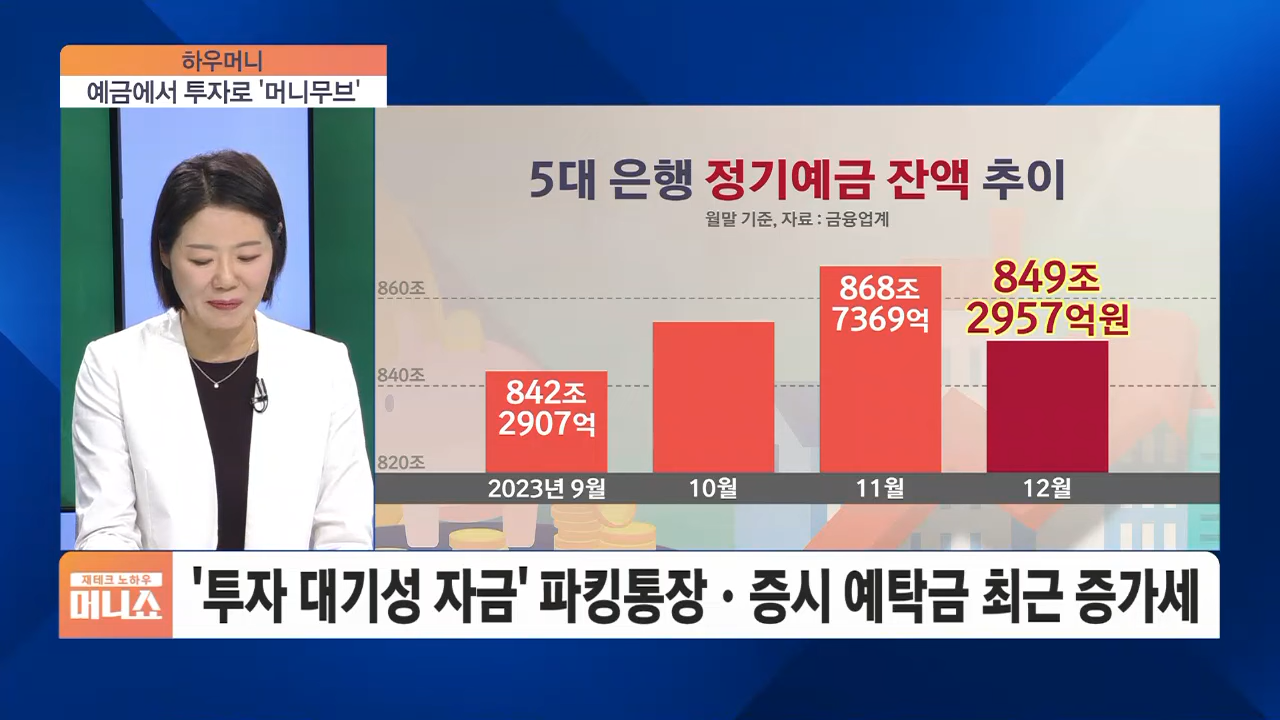 하우머니
예금에서 투자로 '머니무브'
5대 은행 정기예금 잔액 추이
월말 기준, 자료 : 금융업계
860조
840조
820조
842조
2907억
868조
7369억
849조
2957억원
2023년 9월
10월
11월
12월
재테크 노하우
머니쇼
'투자 대기성 자금' 파킹통장 · 증시 예탁금 최근 증가세